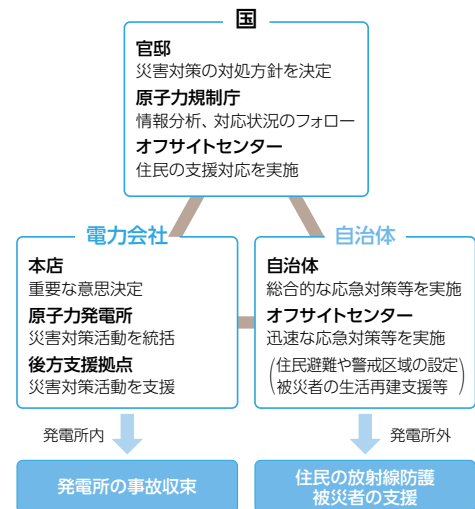 国
官邸
災害対策の対処方針を決定
原子力規制庁
情報分析、対応状況のフォロー
オフサイトセンター
住民の支援対応を実施
電力会社
本店
重要な意思決定
原子力発電所
災害対策活動を統括
後方支援拠点
災害対策活動を支援
自治体
自治体
総合的な応急対策等を実施
オフサイトセンター
迅速な応急対策等を実施
(住民避難や警戒区域の設定
被災者の生活再建支援等)
発電所内
発電所外
発電所の事故収束
住民の放射線防護
被災者の支援